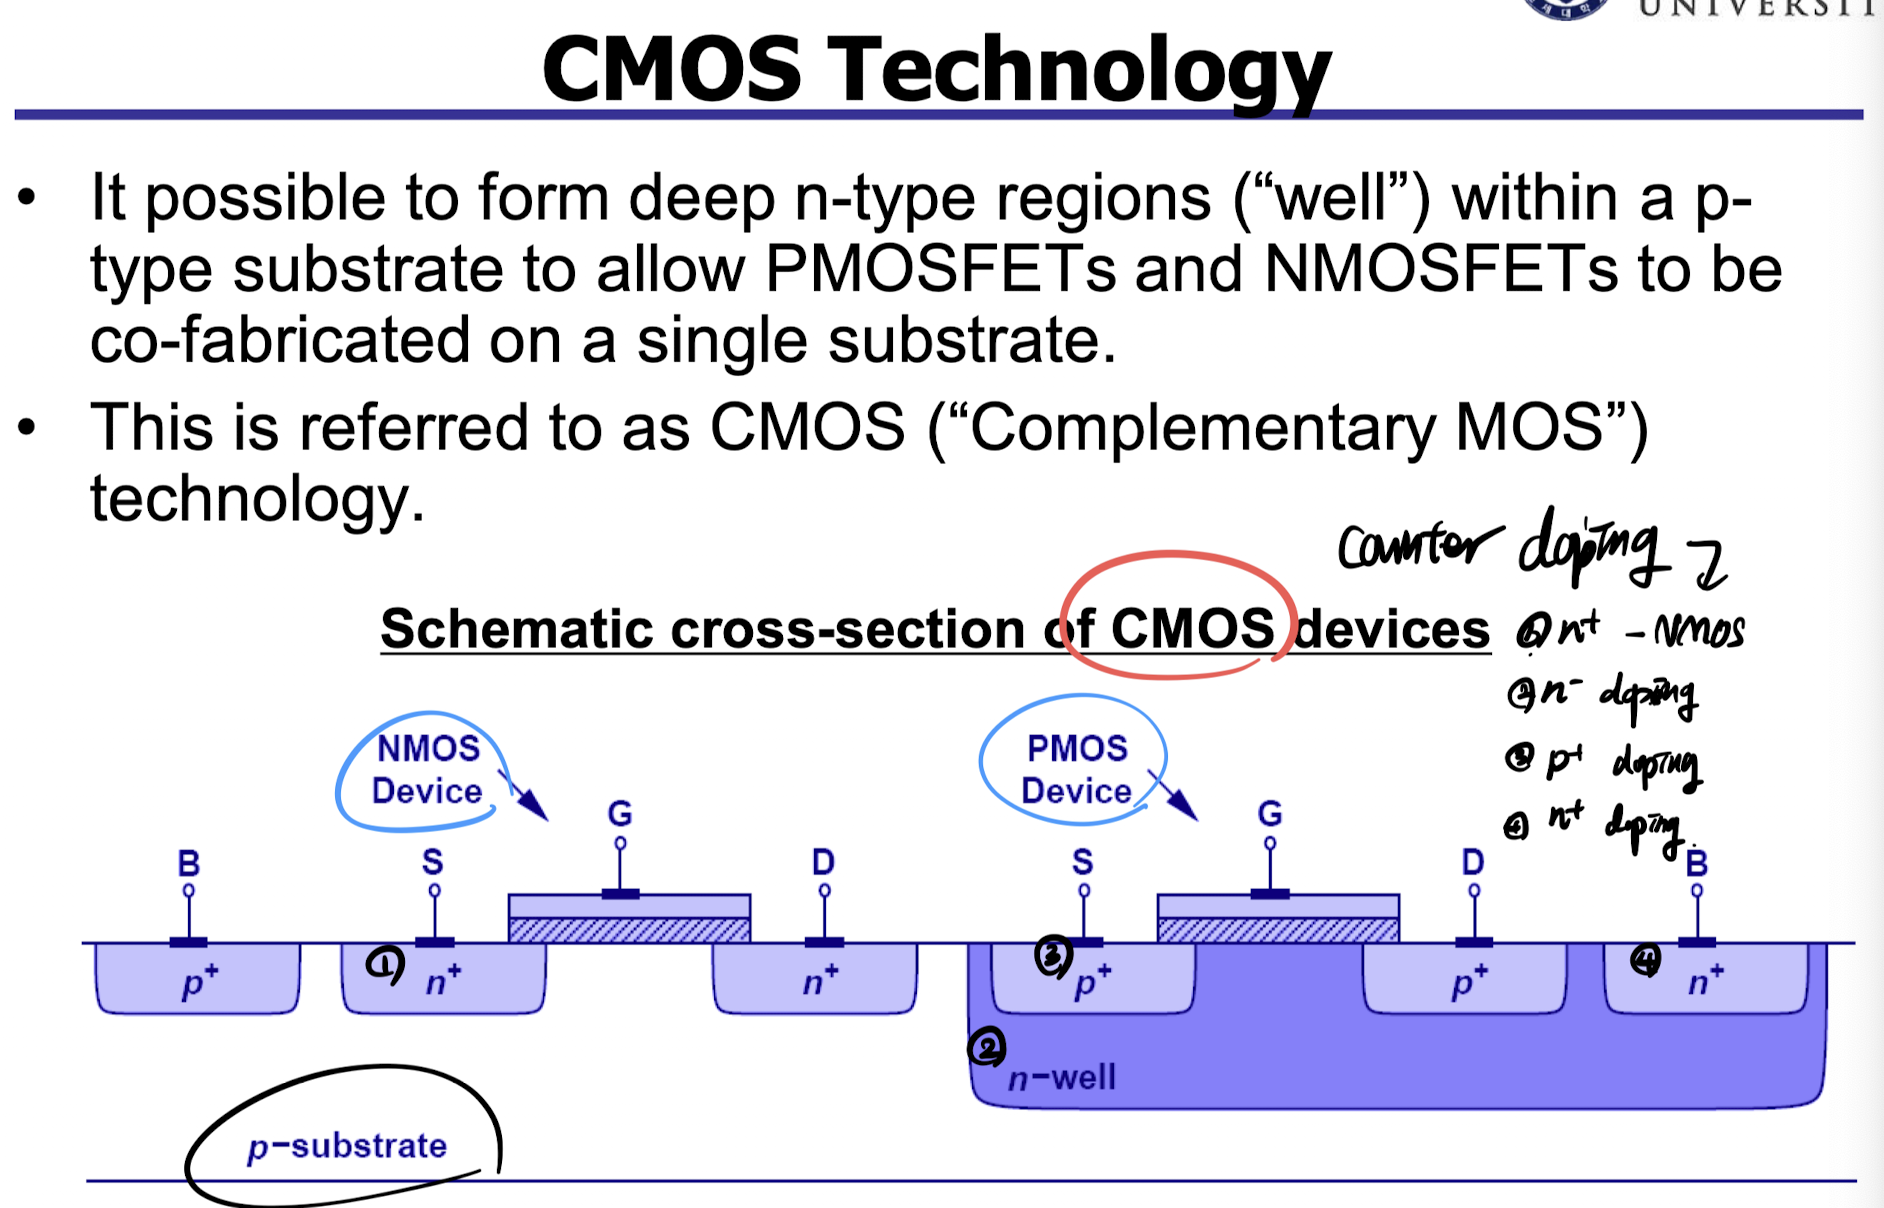 UNIVERSIT
CMOS Technology
• It possible to form deep n-type regions (“well”) within a p-
type substrate to allow PMOSFETs and NMOSFETs to be
co-fabricated on a single substrate.
• This is referred to as CMOS (“Complementary MOS”)
technology.
counter doping
Schematic cross-section of CMOS devices
① n+ - NMOS
② n- doping
③ p+ doping
④ n+ doping
NMOS
Device
PMOS
Device
G
G
B
S
D
S
D
B
p+
① n+
n+
③ p+
p+
④ n+
②
n-well
p-substrate